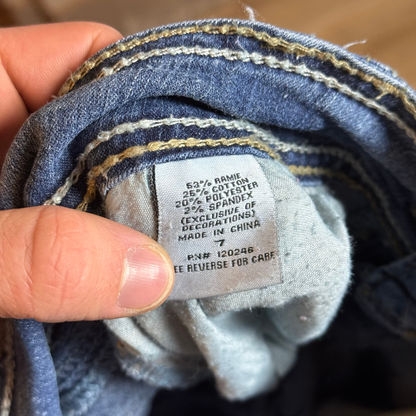 53% RAMIE
25% COTTON
20% POLYESTER
2% SPANDEX
(EXCLUSIVE OF
DECORATIONS)
MADE IN CHINA
7
P.N# 120246
EE REVERSE FOR CARE